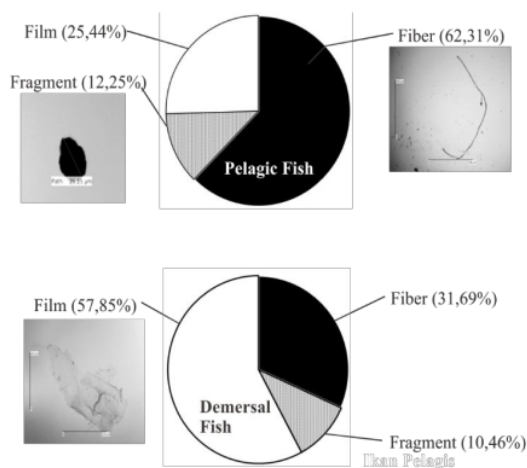 Film (25,44%)
Fiber (62,31%)
Fragment (12,25%)
Pelagic Fish
Film (57,85%)
Fiber (31,69%)
Demersal
Fish
Fragment (10,46%)
Ikan Pelagis